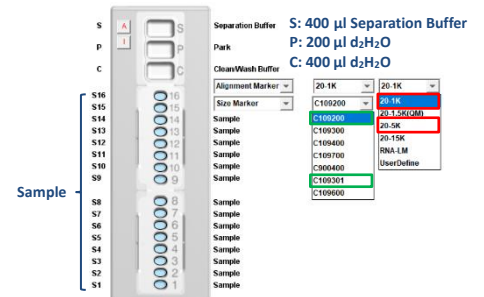 S A S Separation Buffer S: 400 µl Separation Buffer
P I P Park P: 200 µl d₂H₂O
C C Clean/Wash Buffer C: 400 µl d₂H₂O
S16 16 Alignment Marker 20-1K 20-1K
S15 15 Size Marker C109200 20-1K
S14 14 Sample C109200 20-1.5K(QM)
S13 13 Sample C109300 20-5K
S12 12 Sample C109400 20-15K
S11 11 Sample C109700 RNA-LM
S10 10 Sample C900400 UserDefine
S9 9 Sample C109301
C109600
Sample
S8 8 Sample
S7 7 Sample
S6 6 Sample
S5 5 Sample
S4 4 Sample
S3 3 Sample
S2 2 Sample
S1 1 Sample